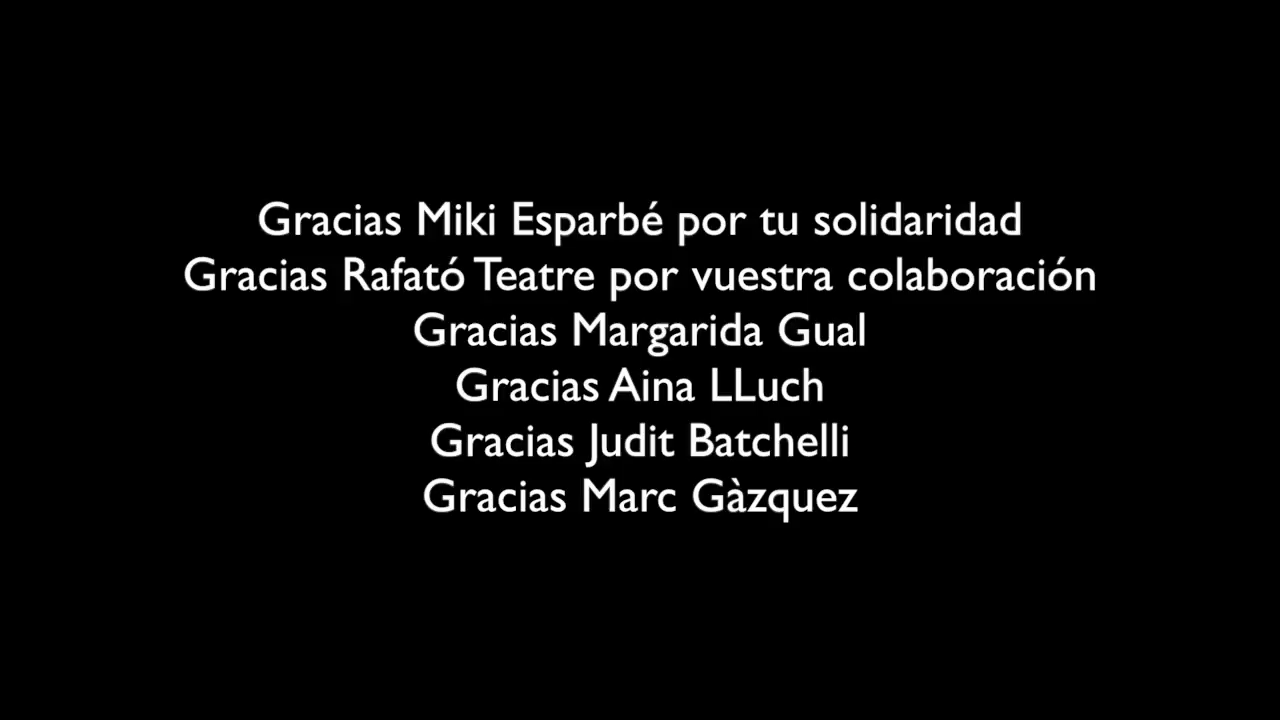 Gracias Miki Esparbé por tu solidaridad
Gracias Rafató Teatre por vuestra colaboración
Gracias Margarida Gual
Gracias Aina LLuch
Gracias Judit Batchelli
Gracias Marc Gàzquez